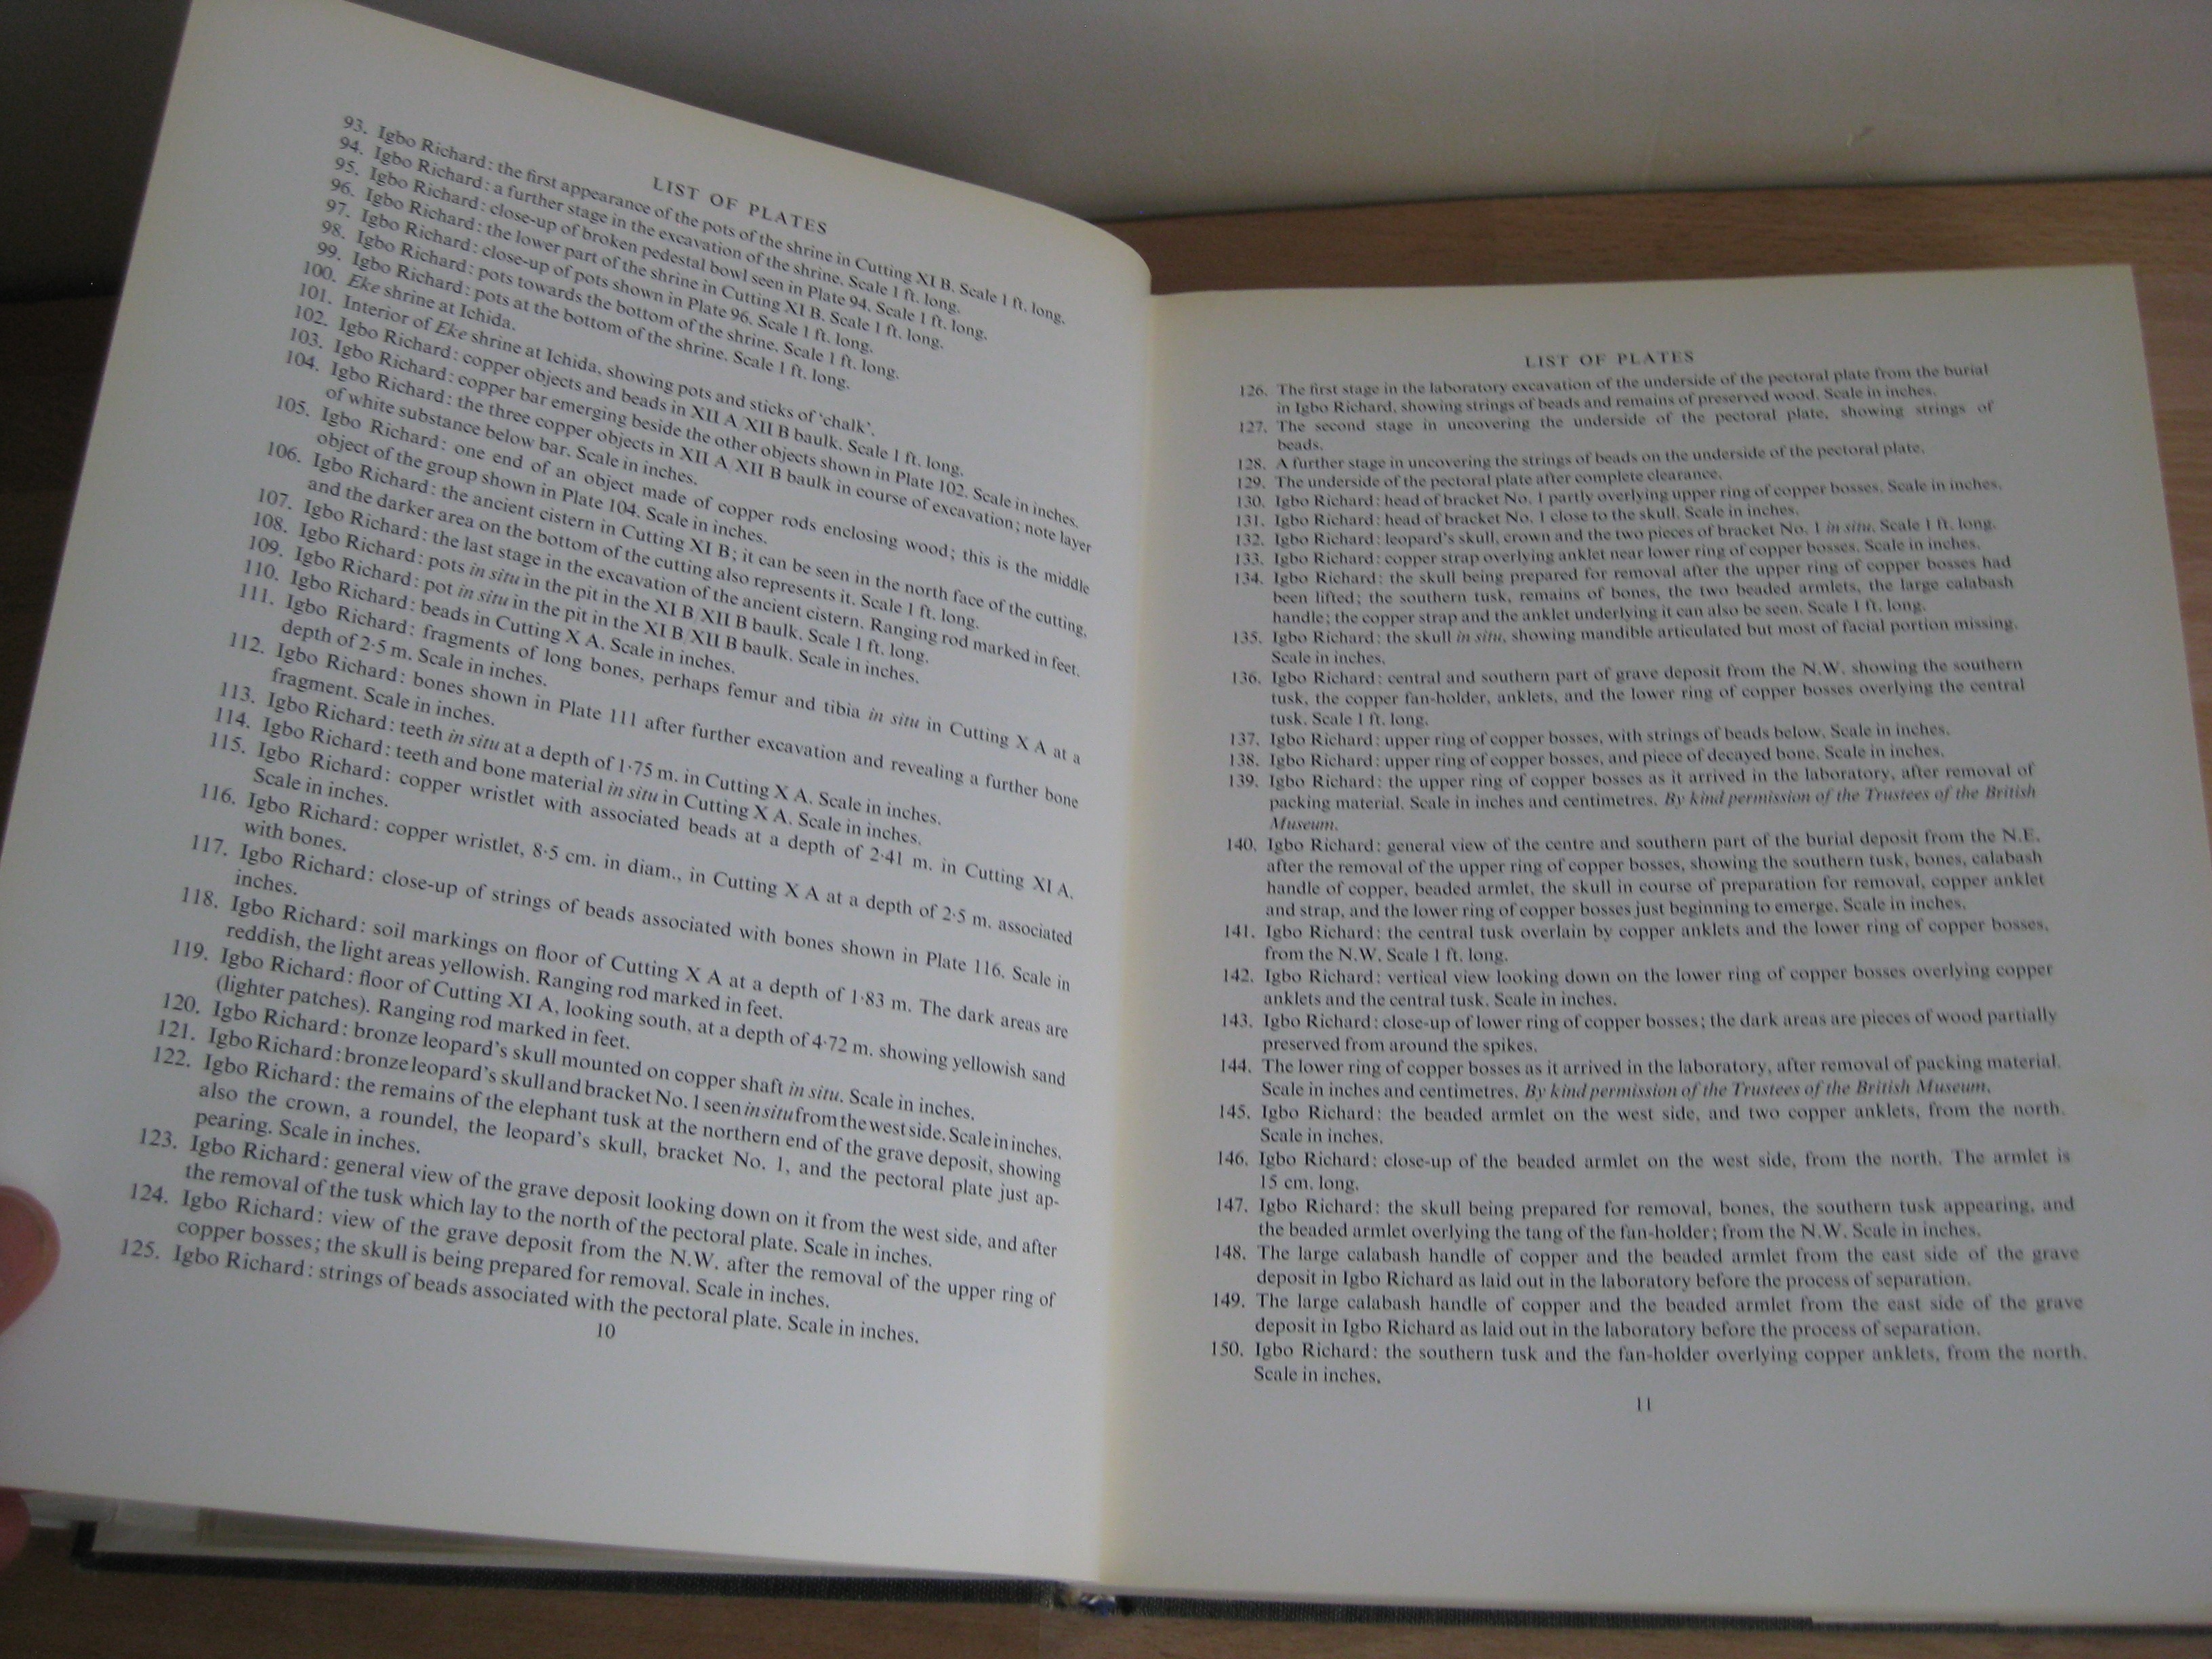 LIST OF PLATES
93. Igbo Richard: the first appearance of the pots of the shrine in Cutting XI B. Scale 1 ft. long.
94. Igbo Richard: a further stage in the excavation of the shrine. Scale 1 ft. long.
95. Igbo Richard: close-up of broken pedestal bowl seen in Plate 94. Scale 1 ft. long.
96. Igbo Richard: the lower part of the shrine in Cutting XI B. Scale 1 ft. long.
97. Igbo Richard: close-up of pots shown in Plate 96. Scale 1 ft. long.
98. Igbo Richard: pots towards the bottom of the shrine. Scale 1 ft. long.
99. Igbo Richard: pots at the bottom of the shrine. Scale 1 ft. long.
100. Eke shrine at Ichida.
101. Interior of Eke shrine at Ichida, showing pots and sticks of ‘chalk’.
102. Igbo Richard: copper objects and beads in XII A/XII B baulk. Scale 1 ft. long.
103. Igbo Richard: copper bar emerging beside the other objects shown in Plate 102. Scale in inches.
104. Igbo Richard: the three copper objects in XII A/XII B baulk in course of excavation; note layer
of white substance below bar. Scale in inches.
105. Igbo Richard: one end of an object made of copper rods enclosing wood; this is the middle
object of the group shown in Plate 104. Scale in inches.
106. Igbo Richard: the ancient cistern in Cutting XI B; it can be seen in the north face of the cutting,
and the darker area on the bottom of the cutting also represents it. Scale 1 ft. long.
107. Igbo Richard: the last stage in the excavation of the ancient cistern. Ranging rod marked in feet.
108. Igbo Richard: pots in situ in the pit in the XI B/XII B baulk. Scale 1 ft. long.
109. Igbo Richard: pot in situ in the pit in the XI B/XII B baulk. Scale in inches.
110. Igbo Richard: beads in Cutting X A. Scale in inches.
111. Igbo Richard: fragments of long bones, perhaps femur and tibia in situ in Cutting X A at a
depth of 2·5 m. Scale in inches.
112. Igbo Richard: bones shown in Plate 111 after further excavation and revealing a further bone
fragment. Scale in inches.
113. Igbo Richard: teeth in situ at a depth of 1·75 m. in Cutting X A. Scale in inches.
114. Igbo Richard: teeth and bone material in situ in Cutting X A. Scale in inches.
115. Igbo Richard: copper wristlet with associated beads at a depth of 2·41 m. in Cutting XI A.
Scale in inches.
116. Igbo Richard: copper wristlet, 8·5 cm. in diam., in Cutting X A at a depth of 2·5 m. associated
with bones.
117. Igbo Richard: close-up of strings of beads associated with bones shown in Plate 116. Scale in
inches.
118. Igbo Richard: soil markings on floor of Cutting X A at a depth of 1·83 m. The dark areas are
reddish, the light areas yellowish. Ranging rod marked in feet.
119. Igbo Richard: floor of Cutting XI A, looking south, at a depth of 4·72 m. showing yellowish sand
(lighter patches). Ranging rod marked in feet.
120. Igbo Richard: bronze leopard’s skull mounted on copper shaft in situ. Scale in inches.
121. Igbo Richard: bronze leopard’s skull and bracket No. 1 seen in situ from the west side. Scale in inches.
122. Igbo Richard: the remains of the elephant tusk at the northern end of the grave deposit, showing
also the crown, a roundel, the leopard’s skull, bracket No. 1, and the pectoral plate just ap-
pearing. Scale in inches.
123. Igbo Richard: general view of the grave deposit looking down on it from the west side, and after
the removal of the tusk which lay to the north of the pectoral plate. Scale in inches.
124. Igbo Richard: view of the grave deposit from the N.W. after the removal of the upper ring of
copper bosses; the skull is being prepared for removal. Scale in inches.
125. Igbo Richard: strings of beads associated with the pectoral plate. Scale in inches.
10
LIST OF PLATES
126. The first stage in the laboratory excavation of the underside of the pectoral plate from the burial
in Igbo Richard, showing strings of beads and remains of preserved wood. Scale in inches.
127. The second stage in uncovering the underside of the pectoral plate, showing strings of
beads.
128. A further stage in uncovering the strings of beads on the underside of the pectoral plate.
129. The underside of the pectoral plate after complete clearance.
130. Igbo Richard: head of bracket No. 1 partly overlying upper ring of copper bosses. Scale in inches.
131. Igbo Richard: head of bracket No. 1 close to the skull. Scale in inches.
132. Igbo Richard: leopard’s skull, crown and the two pieces of bracket No. 1 in situ. Scale 1 ft. long.
133. Igbo Richard: copper strap overlying anklet near lower ring of copper bosses. Scale in inches.
134. Igbo Richard: the skull being prepared for removal after the upper ring of copper bosses had
been lifted; the southern tusk, remains of bones, the two beaded armlets, the large calabash
handle; the copper strap and the anklet underlying it can also be seen. Scale 1 ft. long.
135. Igbo Richard: the skull in situ, showing mandible articulated but most of facial portion missing.
Scale in inches.
136. Igbo Richard: central and southern part of grave deposit from the N.W. showing the southern
tusk, the copper fan-holder, anklets, and the lower ring of copper bosses overlying the central
tusk. Scale 1 ft. long.
137. Igbo Richard: upper ring of copper bosses, with strings of beads below. Scale in inches.
138. Igbo Richard: upper ring of copper bosses, and piece of decayed bone. Scale in inches.
139. Igbo Richard: the upper ring of copper bosses as it arrived in the laboratory, after removal of
packing material. Scale in inches and centimetres. By kind permission of the Trustees of the British
Museum.
140. Igbo Richard: general view of the centre and southern part of the burial deposit from the N.E.
after the removal of the upper ring of copper bosses, showing the southern tusk, bones, calabash
handle of copper, beaded armlet, the skull in course of preparation for removal, copper anklet
and strap, and the lower ring of copper bosses just beginning to emerge. Scale in inches.
141. Igbo Richard: the central tusk overlain by copper anklets and the lower ring of copper bosses,
from the N.W. Scale 1 ft. long.
142. Igbo Richard: vertical view looking down on the lower ring of copper bosses overlying copper
anklets and the central tusk. Scale in inches.
143. Igbo Richard: close-up of lower ring of copper bosses; the dark areas are pieces of wood partially
preserved from around the spikes.
144. The lower ring of copper bosses as it arrived in the laboratory, after removal of packing material.
Scale in inches and centimetres. By kind permission of the Trustees of the British Museum.
145. Igbo Richard: the beaded armlet on the west side, and two copper anklets, from the north.
Scale in inches.
146. Igbo Richard: close-up of the beaded armlet on the west side, from the north. The armlet is
15 cm. long.
147. Igbo Richard: the skull being prepared for removal, bones, the southern tusk appearing, and
the beaded armlet overlying the tang of the fan-holder; from the N.W. Scale in inches.
148. The large calabash handle of copper and the beaded armlet from the east side of the grave
deposit in Igbo Richard as laid out in the laboratory before the process of separation.
149. The large calabash handle of copper and the beaded armlet from the east side of the grave
deposit in Igbo Richard as laid out in the laboratory before the process of separation.
150. Igbo Richard: the southern tusk and the fan-holder overlying copper anklets, from the north.
Scale in inches.
11